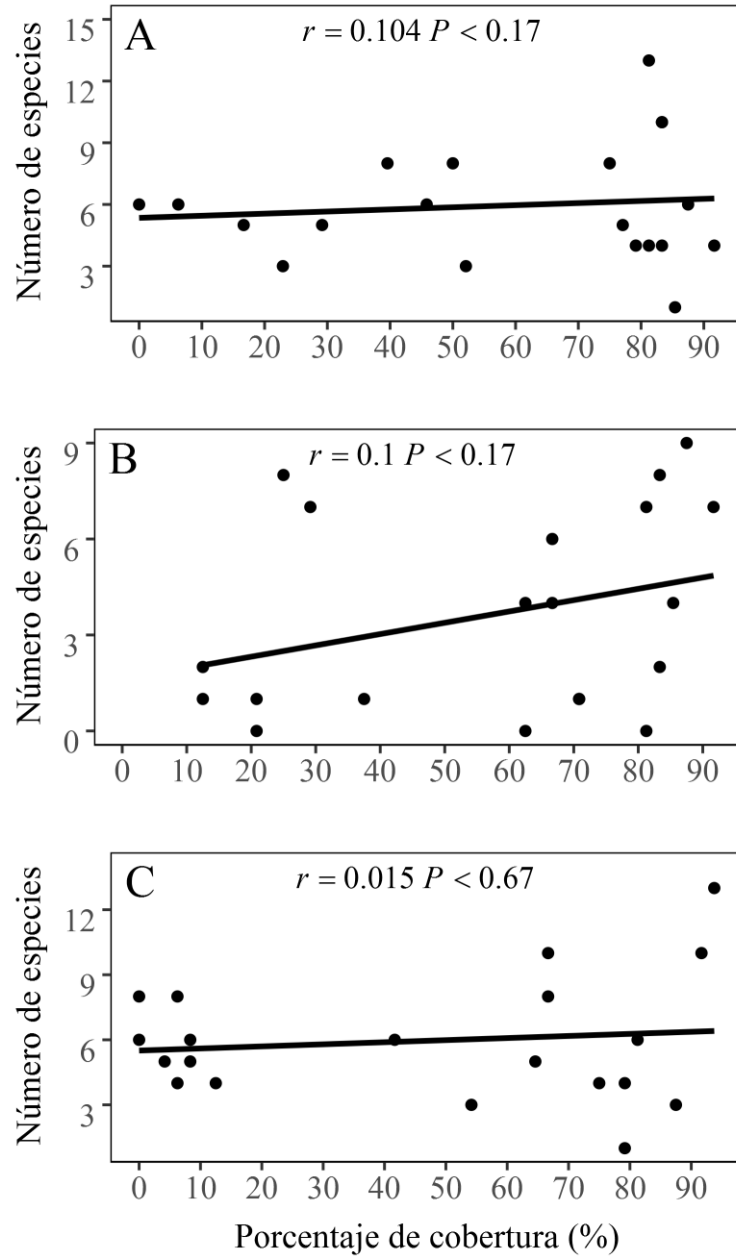 A
r = 0.104 P < 0.17
Número de especies
15
12
9
6
3
0 10 20 30 40 50 60 70 80 90
B
r = 0.1 P < 0.17
Número de especies
9
6
3
0
0 10 20 30 40 50 60 70 80 90
C
r = 0.015 P < 0.67
Número de especies
12
9
6
3
0 10 20 30 40 50 60 70 80 90
Porcentaje de cobertura (%)